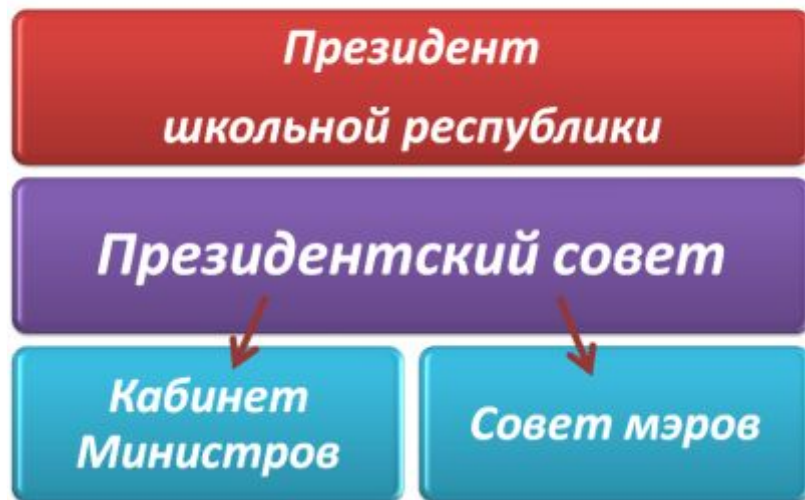 Президент
школьной республики
Президентский совет
Кабинет
Министров
Совет мэров